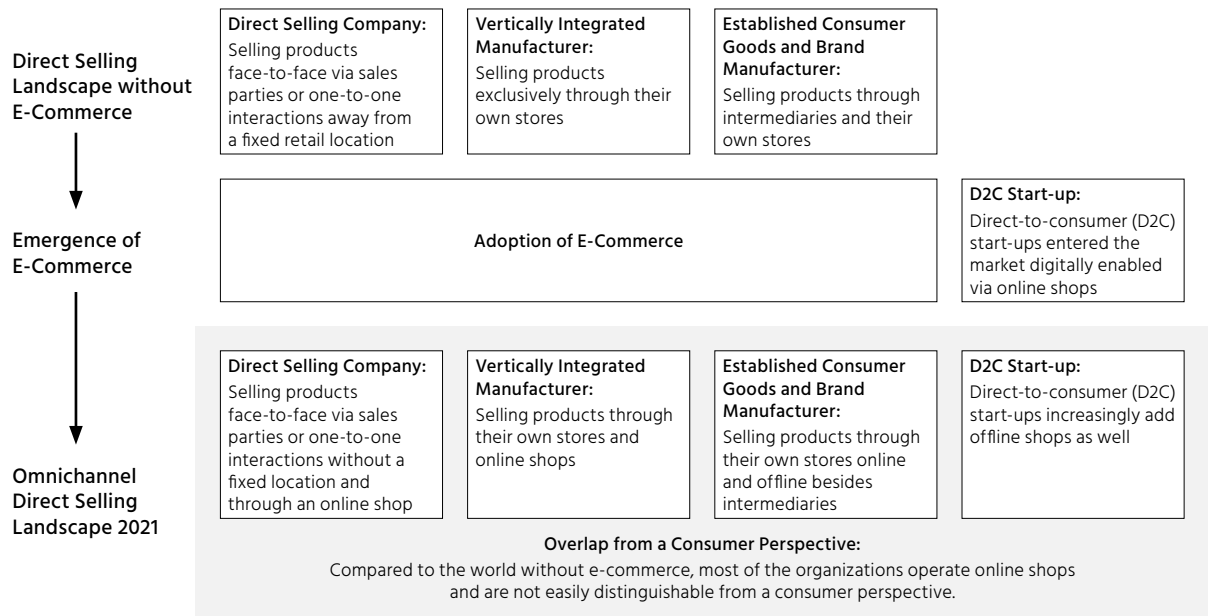 Direct Selling
Landscape without
E-Commerce
Direct Selling Company:
Selling products
face-to-face via sales
parties or one-to-one
interactions away from
a fixed retail location
Vertically Integrated
Manufacturer:
Selling products
exclusively through their
own stores
Established Consumer
Goods and Brand
Manufacturer:
Selling products through
intermediaries and their
own stores
Emergence of
E-Commerce
Adoption of E-Commerce
D2C Start-up:
Direct-to-consumer (D2C)
start-ups entered the
market digitally enabled
via online shops
Omnichannel
Direct Selling
Landscape 2021
Direct Selling Company:
Selling products
face-to-face via sales
parties or one-to-one
interactions without a
fixed location and
through an online shop
Vertically Integrated
Manufacturer:
Selling products through
their own stores and
online shops
Established Consumer
Goods and Brand
Manufacturer:
Selling products through
their own stores online
and offline besides
intermediaries
D2C Start-up:
Direct-to-consumer (D2C)
start-ups increasingly add
offline shops as well
Overlap from a Consumer Perspective:
Compared to the world without e-commerce, most of the organizations operate online shops
and are not easily distinguishable from a consumer perspective.